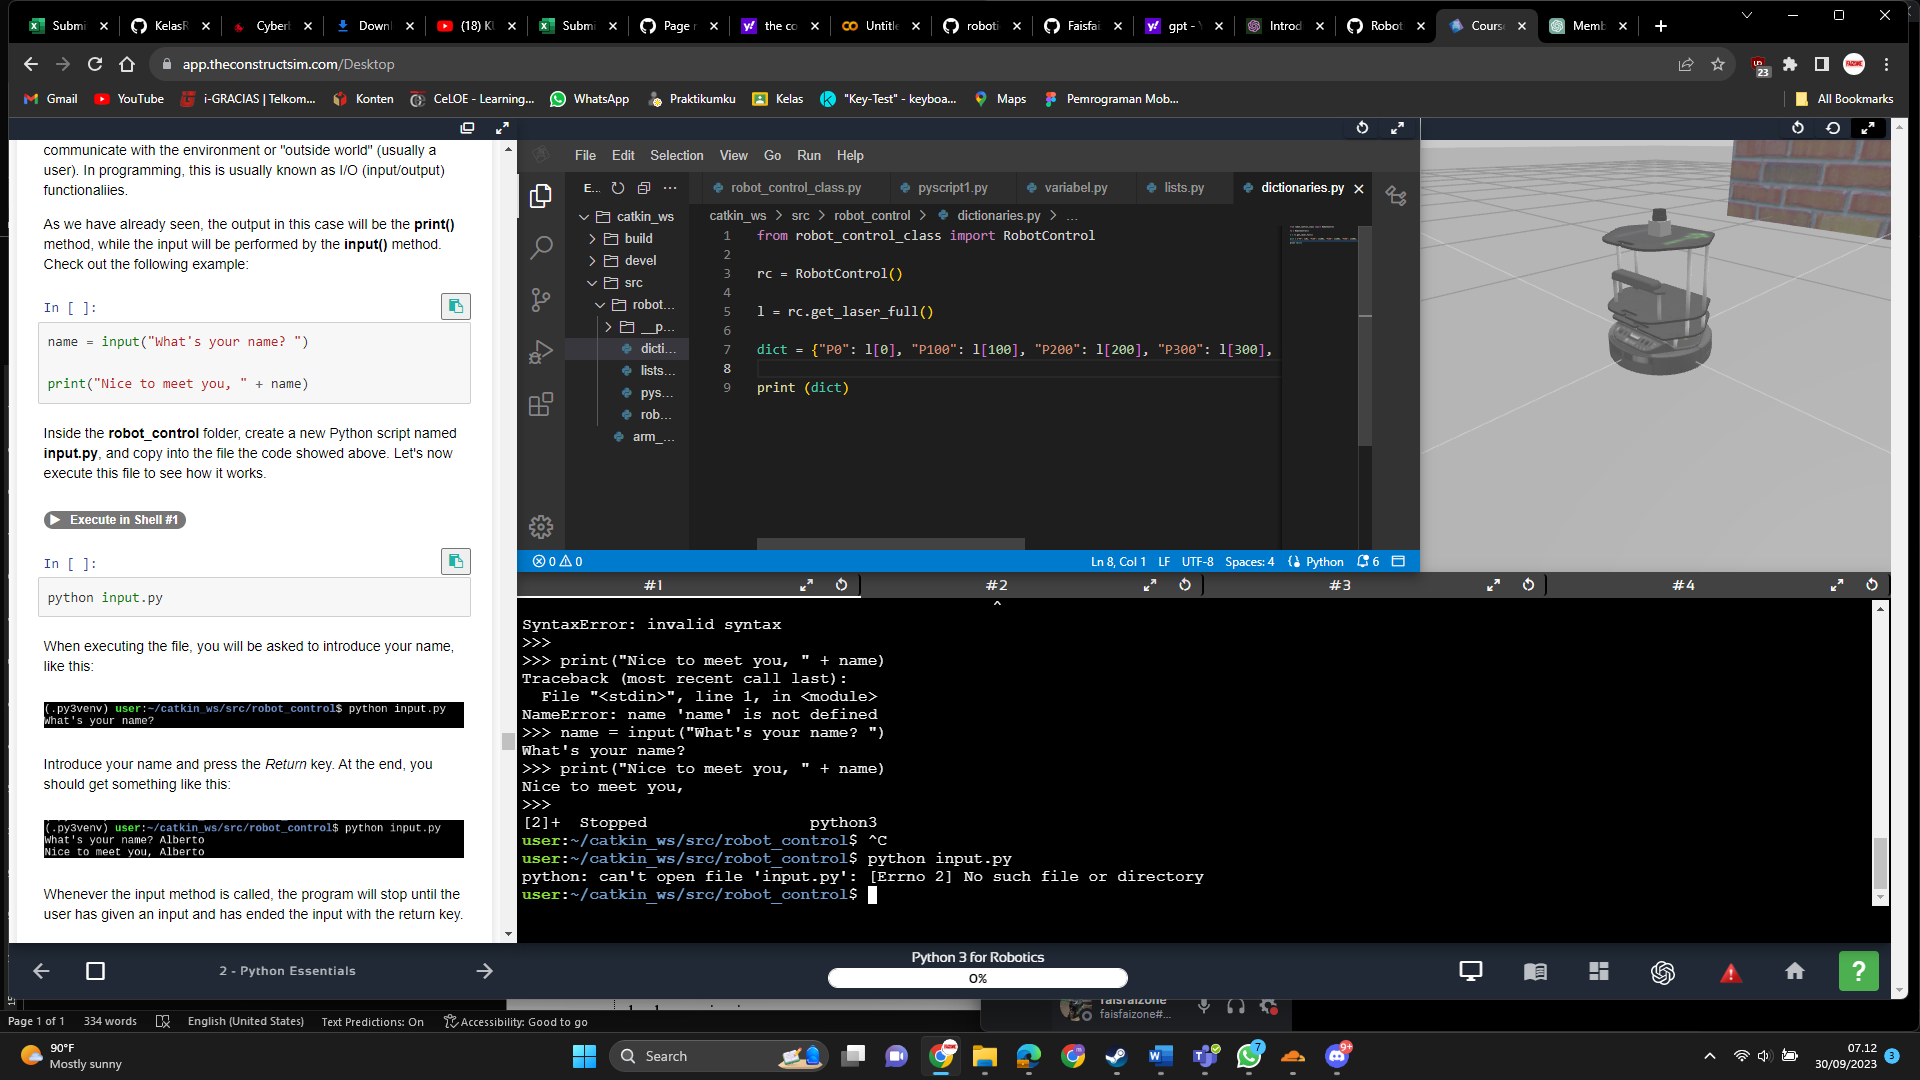 Submi
KelasR
Cyberl
Downl
(18) Kl
Submi
Page r
the co
Untitle
roboti
Faisfai
gpt - Y
Introd
Robot
Cours
Memb
app.theconstructsim.com/Desktop
23
Gmail
YouTube
i-GRACIAS | Telkom...
Konten
CeLOE - Learning...
WhatsApp
Praktikumku
Kelas
"Key-Test" - keyboa...
Maps
Pemrograman Mob...
All Bookmarks
communicate with the environment or "outside world" (usually a
user). In programming, this is usually known as I/O (input/output)
functionaliies.
As we have already seen, the output in this case will be the print()
method, while the input will be performed by the input() method.
Check out the following example:
In [ ]:
name = input("What's your name? ")
print("Nice to meet you, " + name)
Inside the robot_control folder, create a new Python script named
input.py, and copy into the file the code showed above. Let's now
execute this file to see how it works.
Execute in Shell #1
In [ ]:
python input.py
When executing the file, you will be asked to introduce your name,
like this:
(.py3venv) user:~/catkin_ws/src/robot_control$ python input.py
What's your name?
Introduce your name and press the Return key. At the end, you
should get something like this:
(.py3venv) user:~/catkin_ws/src/robot_control$ python input.py
What's your name? Alberto
Nice to meet you, Alberto
Whenever the input method is called, the program will stop until the
user has given an input and has ended the input with the return key.
File Edit Selection View Go Run Help
E...
catkin_ws
build
devel
src
robot...
__p...
dicti...
lists...
pys...
rob...
arm_...
robot_control_class.py
pyscript1.py
variabel.py
lists.py
dictionaries.py
catkin_ws > src > robot_control > dictionaries.py > ...
1 from robot_control_class import RobotControl
2
3 rc = RobotControl()
4
5 l = rc.get_laser_full()
6
7 dict = {"P0": l[0], "P100": l[100], "P200": l[200], "P300": l[300],
8
9 print (dict)
0 0
Ln 8, Col 1 LF UTF-8 Spaces: 4 Python 6
#1
#2
#3
#4
^
SyntaxError: invalid syntax
>>>
>>> print("Nice to meet you, " + name)
Traceback (most recent call last):
File "<stdin>", line 1, in <module>
NameError: name 'name' is not defined
>>> name = input("What's your name? ")
What's your name?
>>> print("Nice to meet you, " + name)
Nice to meet you,
>>>
[2]+ Stopped python3
user:~/catkin_ws/src/robot_control$ ^C
user:~/catkin_ws/src/robot_control$ python input.py
python: can't open file 'input.py': [Errno 2] No such file or directory
user:~/catkin_ws/src/robot_control$
2 - Python Essentials
Python 3 for Robotics
0%
?
faisfaizone
faisfaizone#...
Page 1 of 1 334 words English (United States) Text Predictions: On Accessibility: Good to go
90°F
Mostly sunny
Search
7
9+
07.12
30/09/2023
3